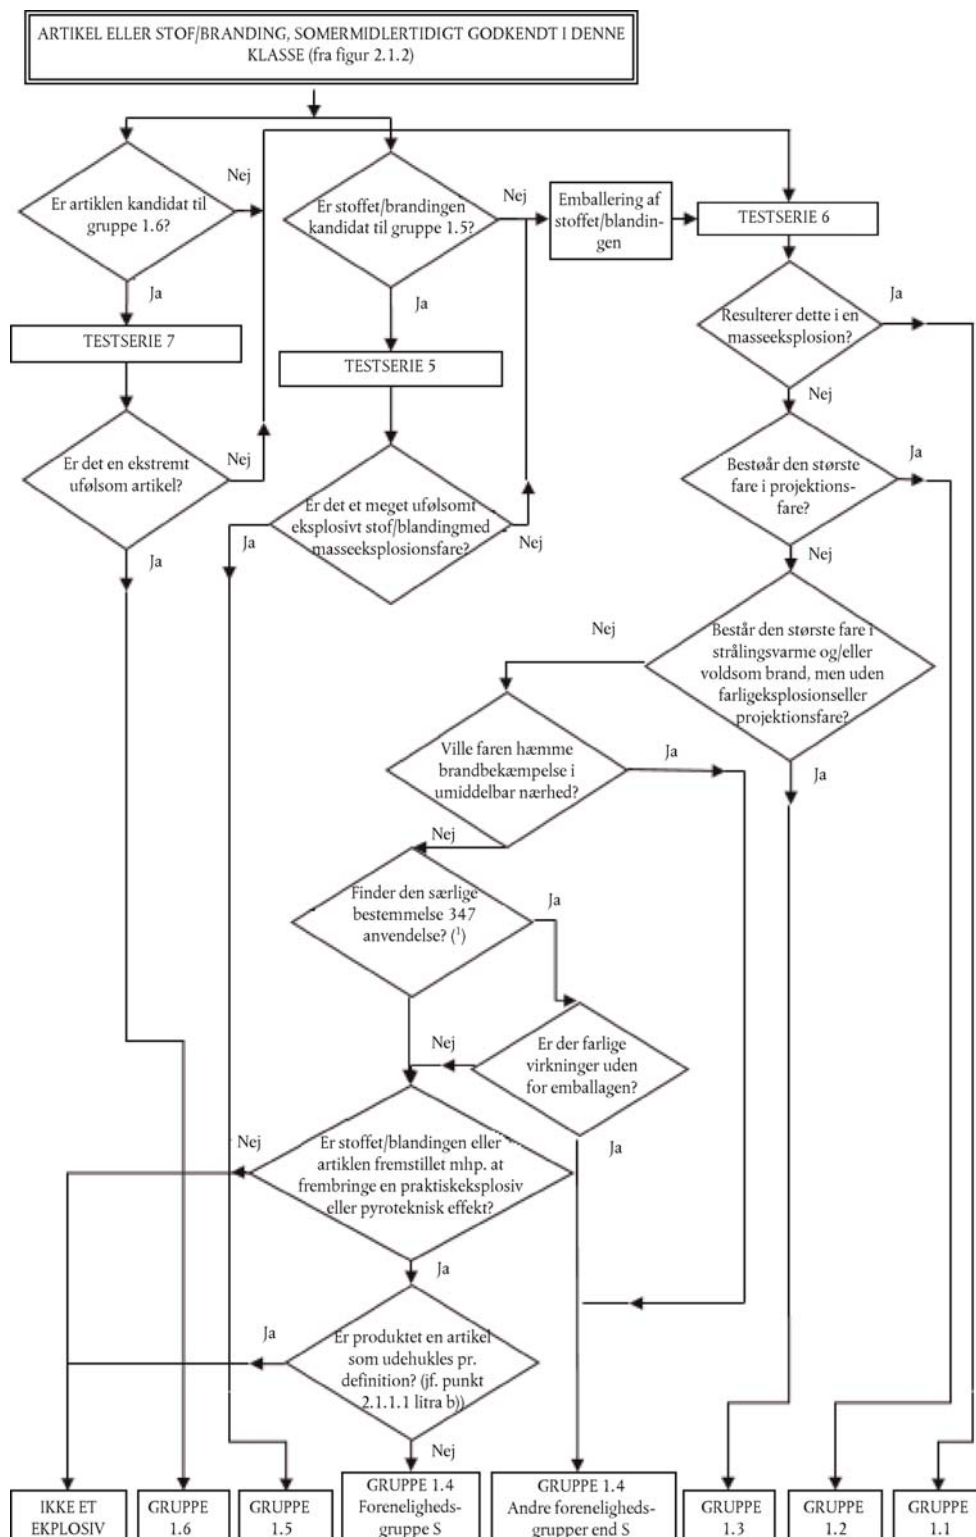 ARTIKEL ELLER STOF/BRANDING, SOMERMIDLERTIDIGT GODKENDT I DENNE
KLASSE (fra figur 2.1.2)
Nej
Er artiklen kandidat til
gruppe 1.6?
Ja
TESTSERIE 7
Er det en ekstremt
ufølsom artikel?
Nej
Ja
Er stoffet/brandingen
kandidat til gruppe 1.5?
Nej
Ja
TESTSERIE 5
Er det et meget ufølsomt
eksplosivt stof/blandingmed
masseeksplosionsfare?
Ja
Nej
Emballering af
stoffet/blandin-
gen
TESTSERIE 6
Resulterer dette i en
masseeksplosion?
Ja
Nej
Bestøår den største
fare i projektions-
fare?
Ja
Nej
Består den største fare i
strålingsvarme og/eller
voldsom brand, men uden
farligeksplosionseller
projektionsfare?
Nej
Ja
Ville faren hæmme
brandbekæmpelse i
umiddelbar nærhed?
Ja
Nej
Finder den særlige
bestemmelse 347
anvendelse? (¹)
Ja
Er der farlige
virkninger uden
for emballagen?
Nej
Ja
Er stoffet/blandingen eller
artiklen fremstillet mhp. at
frembringe en praktiskeksplosiv
eller pyroteknisk effekt?
Nej
Ja
Er produktet en artikel
som udehukles pr.
definition? (jf. punkt
2.1.1.1 litra b))
Ja
Nej
IKKE ET
EKPLOSIV
GRUPPE
1.6
GRUPPE
1.5
GRUPPE 1.4
Foreneligheds-
gruppe S
GRUPPE 1.4
Andre foreneligheds-
grupper end S
GRUPPE
1.3
GRUPPE
1.2
GRUPPE
1.1